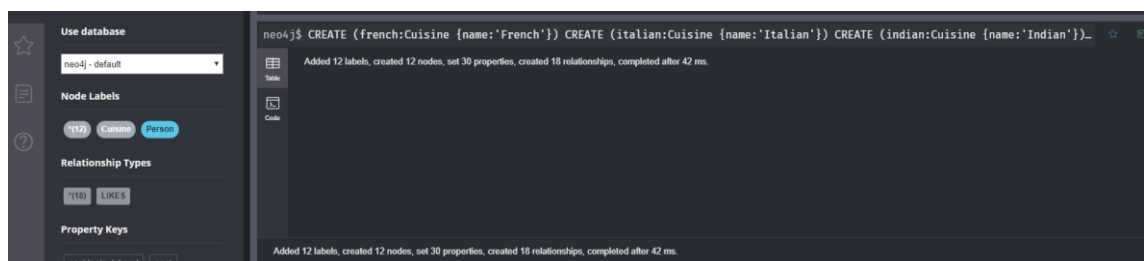 Use database
neo4j - default
Node Labels
*(12) Cuisine Person
Relationship Types
*(18) LIKES
Property Keys
neo4j$ CREATE (french:Cuisine {name:'French'}) CREATE (italian:Cuisine {name:'Italian'}) CREATE (indian:Cuisine {name:'Indian'})…
Table
Added 12 labels, created 12 nodes, set 30 properties, created 18 relationships, completed after 42 ms.
Code
Added 12 labels, created 12 nodes, set 30 properties, created 18 relationships, completed after 42 ms.